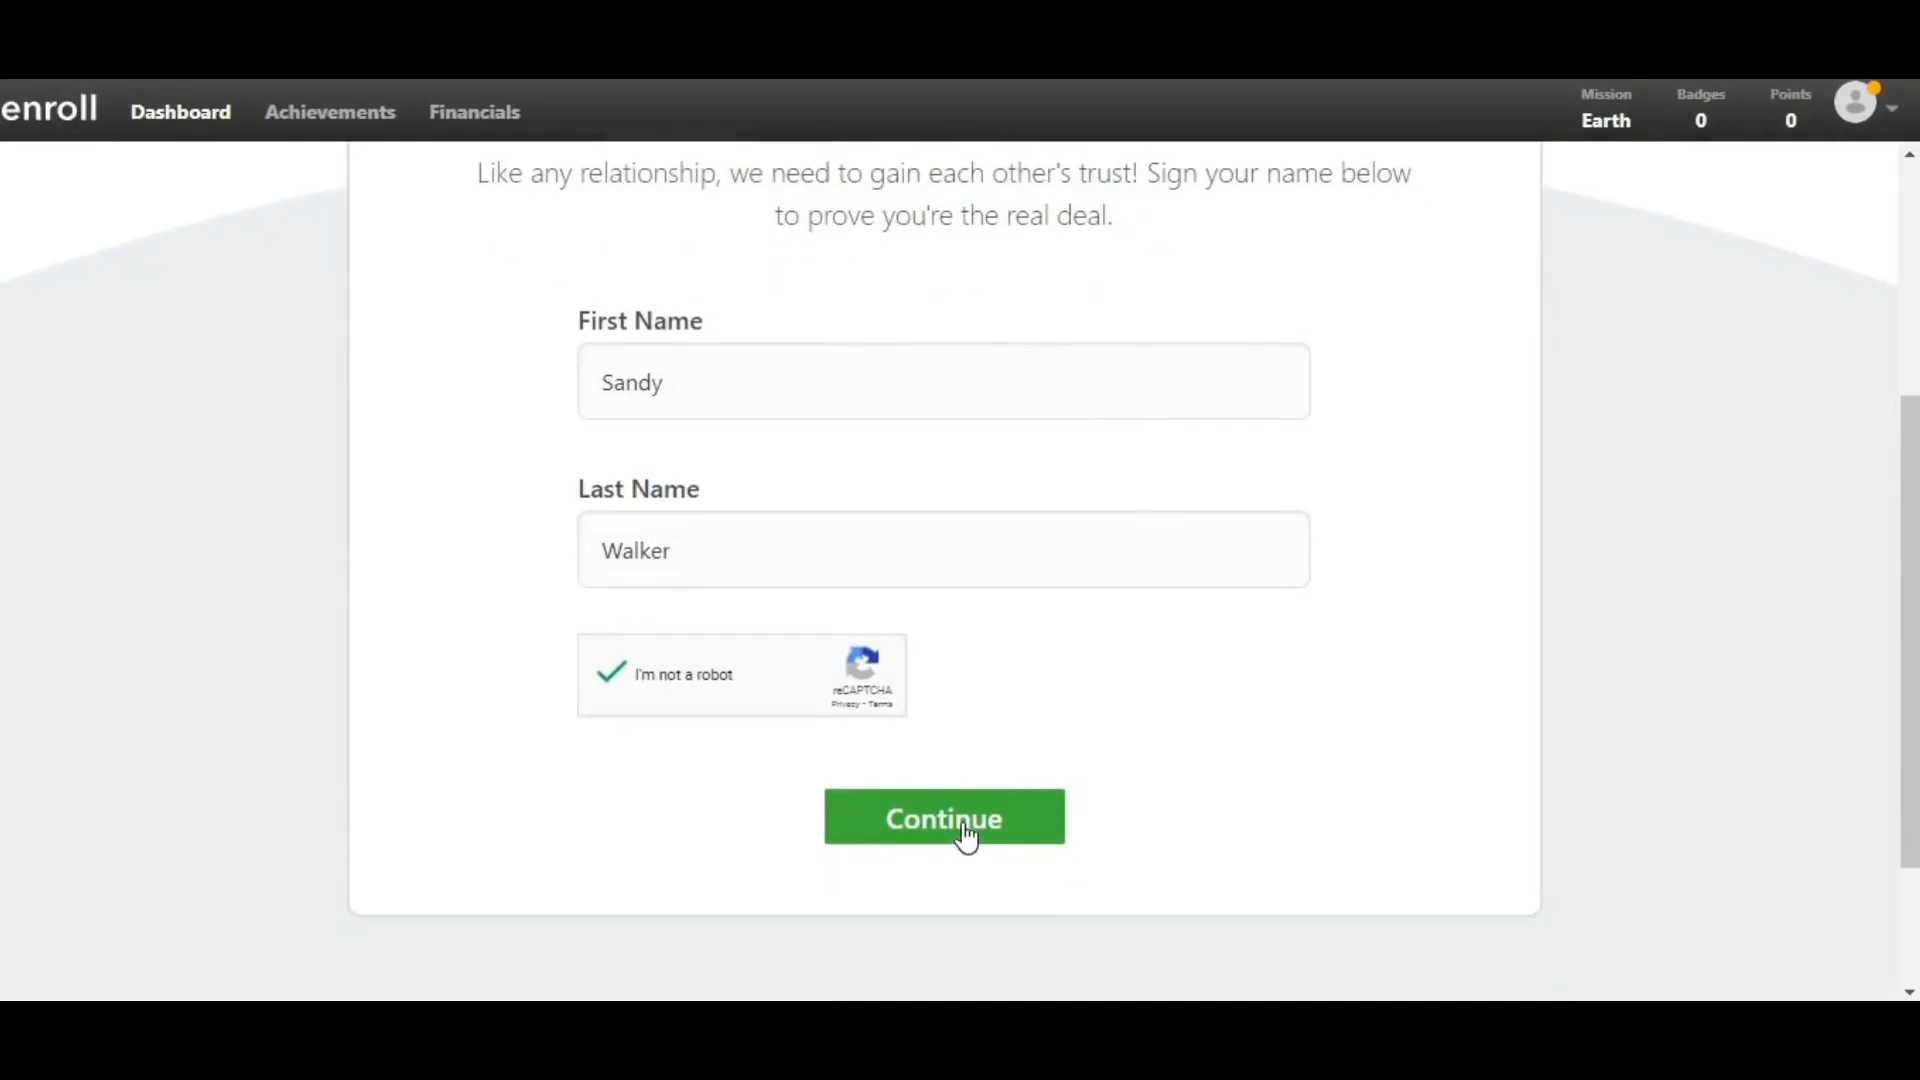 enroll Dashboard Achievements Financials
Mission Badges Points
Earth 0 0
Like any relationship, we need to gain each other's trust! Sign your name below
to prove you're the real deal.
First Name
Sandy
Last Name
Walker
I'm not a robot
reCAPTCHA
Privacy - Terms
Continue